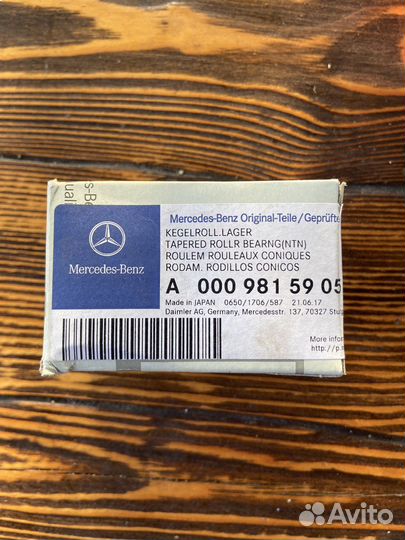 Mercedes-Benz Original-Teile/Geprüfte
KEGELROLL.LAGER
TAPERED ROLLR BEARNG(NTN)
ROULEM ROULEAUX CONIQUES
RODAM. RODILLOS CONICOS
Mercedes-Benz
A 000 981 59 05
Made in JAPAN 0650/1706/587 21.06.17
Daimler AG, Germany, Mercedesstr. 137, 70327 Stu
More infor
http://p.
Avito